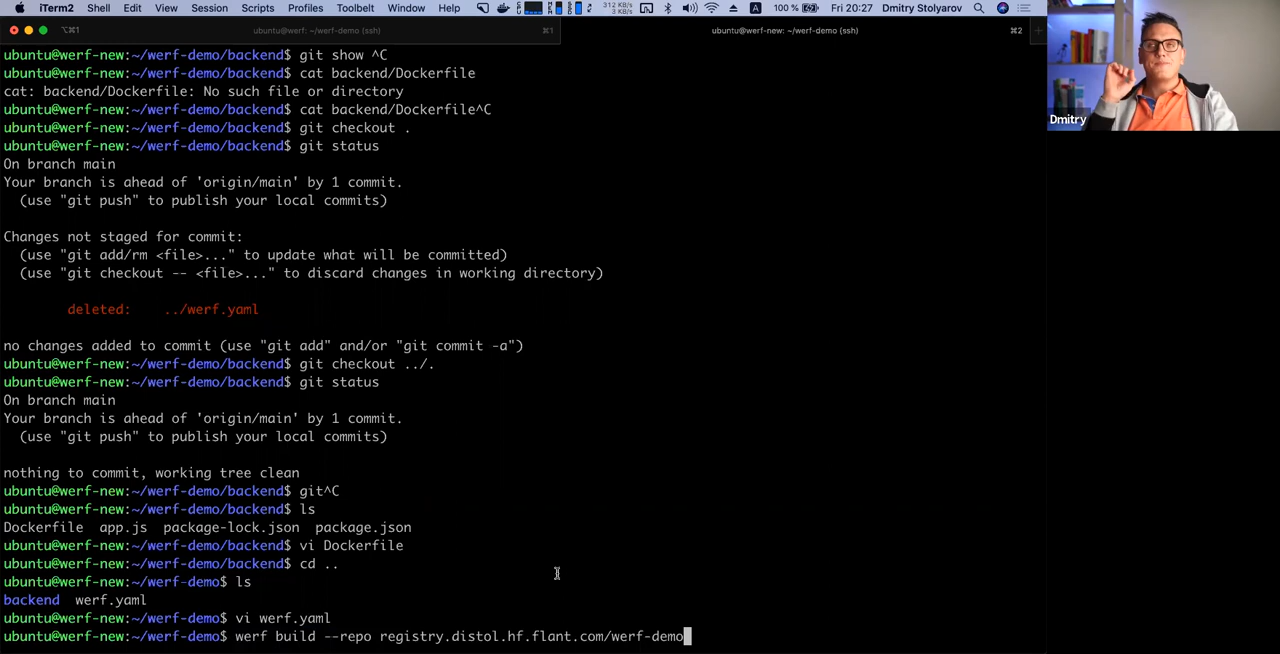 iTerm2 Shell Edit View Session Scripts Profiles Toolbelt Window Help 312 KB/s 3 KB/s A 100 % Fri 20:27 Dmitry Stolyarov
⌥⌘1 ubuntu@werf: ~/werf-demo (ssh) ⌘1 ubuntu@werf-new: ~/werf-demo (ssh) ⌘2
Dmitry
ubuntu@werf-new:~/werf-demo/backend$ git show ^C
ubuntu@werf-new:~/werf-demo/backend$ cat backend/Dockerfile
cat: backend/Dockerfile: No such file or directory
ubuntu@werf-new:~/werf-demo/backend$ cat backend/Dockerfile^C
ubuntu@werf-new:~/werf-demo/backend$ git checkout .
ubuntu@werf-new:~/werf-demo/backend$ git status
On branch main
Your branch is ahead of 'origin/main' by 1 commit.
(use "git push" to publish your local commits)
Changes not staged for commit:
(use "git add/rm <file>..." to update what will be committed)
(use "git checkout -- <file>..." to discard changes in working directory)
deleted: ../werf.yaml
no changes added to commit (use "git add" and/or "git commit -a")
ubuntu@werf-new:~/werf-demo/backend$ git checkout ../.
ubuntu@werf-new:~/werf-demo/backend$ git status
On branch main
Your branch is ahead of 'origin/main' by 1 commit.
(use "git push" to publish your local commits)
nothing to commit, working tree clean
ubuntu@werf-new:~/werf-demo/backend$ git^C
ubuntu@werf-new:~/werf-demo/backend$ ls
Dockerfile app.js package-lock.json package.json
ubuntu@werf-new:~/werf-demo/backend$ vi Dockerfile
ubuntu@werf-new:~/werf-demo/backend$ cd ..
ubuntu@werf-new:~/werf-demo$ ls
backend werf.yaml
ubuntu@werf-new:~/werf-demo$ vi werf.yaml
ubuntu@werf-new:~/werf-demo$ werf build --repo registry.distol.hf.flant.com/werf-demo